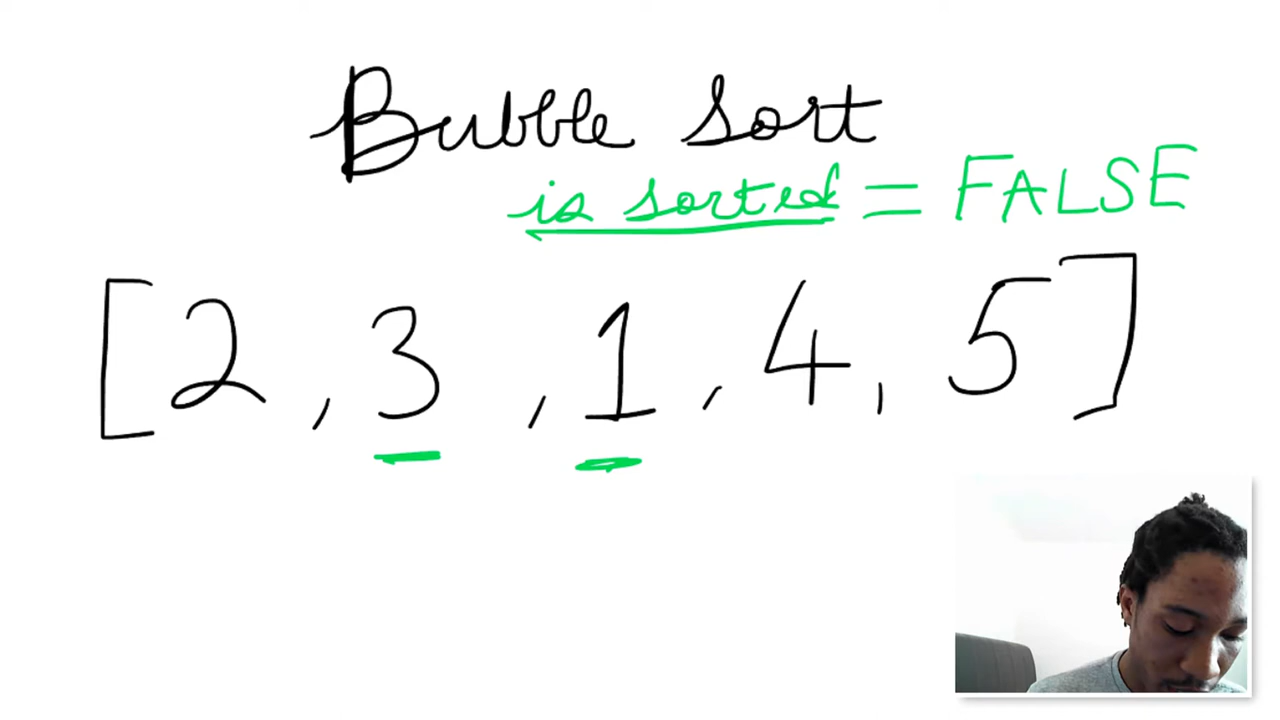 Bubble Sort
is sorted = FALSE
[2, 3, 1, 4, 5]